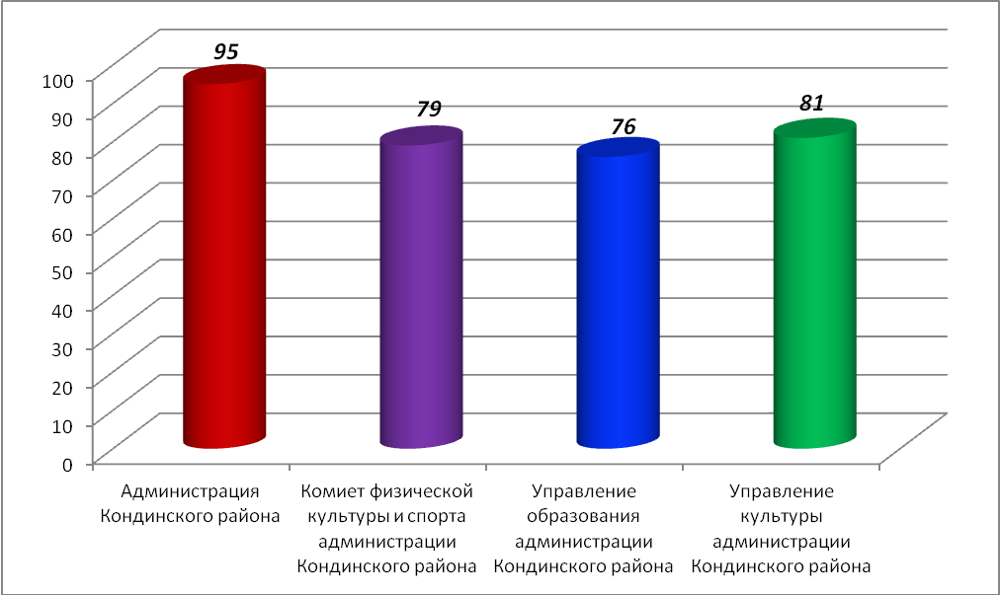 95
79
76
81
100
90
80
70
60
50
40
30
20
10
0
Администрация
Кондинского района
Комиет физической
культуры и спорта
администрации
Кондинского района
Управление
образования
администрации
Кондинского района
Управление
культуры
администрации
Кондинского района